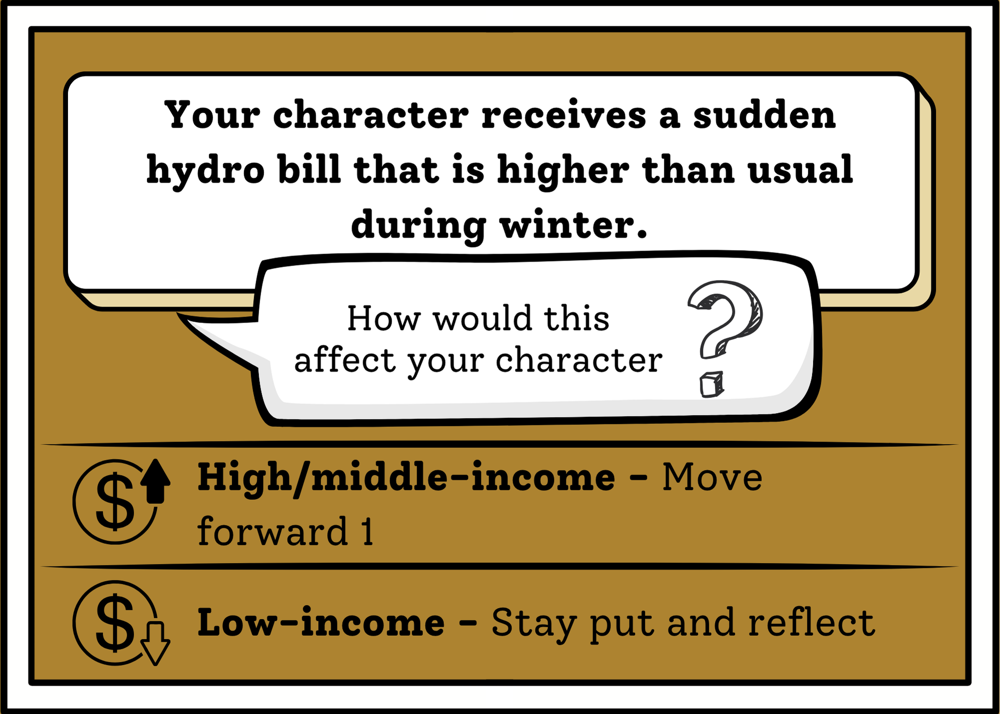 Your character receives a sudden
hydro bill that is higher than usual
during winter.
How would this
affect your character
?
$
High/middle-income - Move
forward 1
$
Low-income - Stay put and reflect